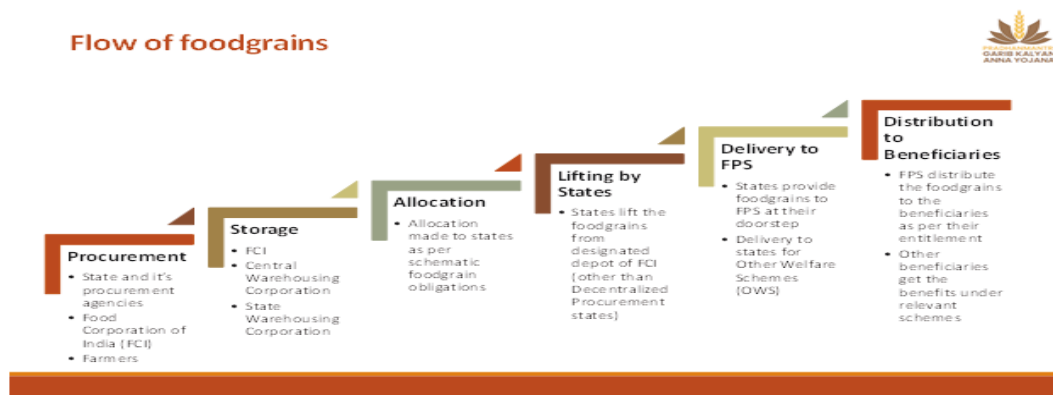 Flow of foodgrains
PRADHANMANTRI
GARIB KALYAN
ANNA YOJANA
Procurement
• State and it's
procurement
agencies
• Food
Corporation of
India (FCI)
• Farmers
Storage
• FCI
• Central
Warehousing
Corporation
• State
Warehousing
Corporation
Allocation
• Allocation
made to states
as per
schematic
foodgrain
obligations
Lifting by
States
• States lift the
foodgrains
from
designated
depot of FCI
(other than
Decentralized
Procurement
states)
Delivery to
FPS
• States provide
foodgrains to
FPS at their
doorstep
• Delivery to
states for
Other Welfare
Schemes
(OWS)
Distribution
to
Beneficiaries
• FPS distribute
the foodgrains
to the
beneficiaries
as per their
entitlement
• Other
beneficiaries
get the
benefits under
relevant
schemes